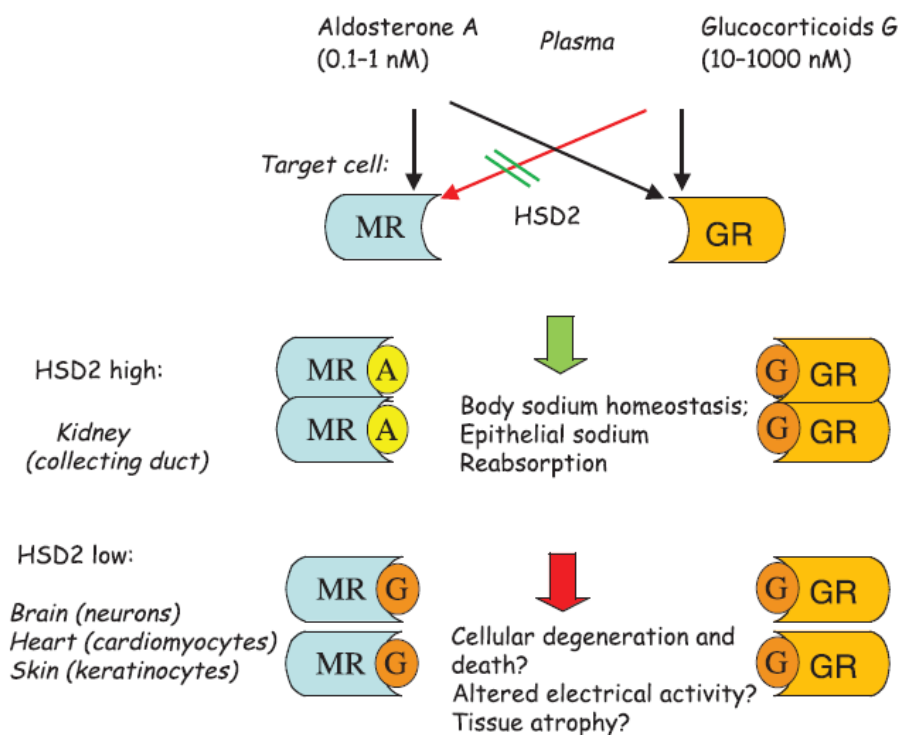 Aldosterone A
(0.1–1 nM)
Plasma
Glucocorticoids G
(10–1000 nM)
Target cell:
HSD2
MR
GR
HSD2 high:
Kidney
(collecting duct)
MR A
MR A
Body sodium homeostasis;
Epithelial sodium
Reabsorption
G GR
G GR
HSD2 low:
Brain (neurons)
Heart (cardiomyocytes)
Skin (keratinocytes)
MR G
MR G
Cellular degeneration and
death?
Altered electrical activity?
Tissue atrophy?
G GR
G GR